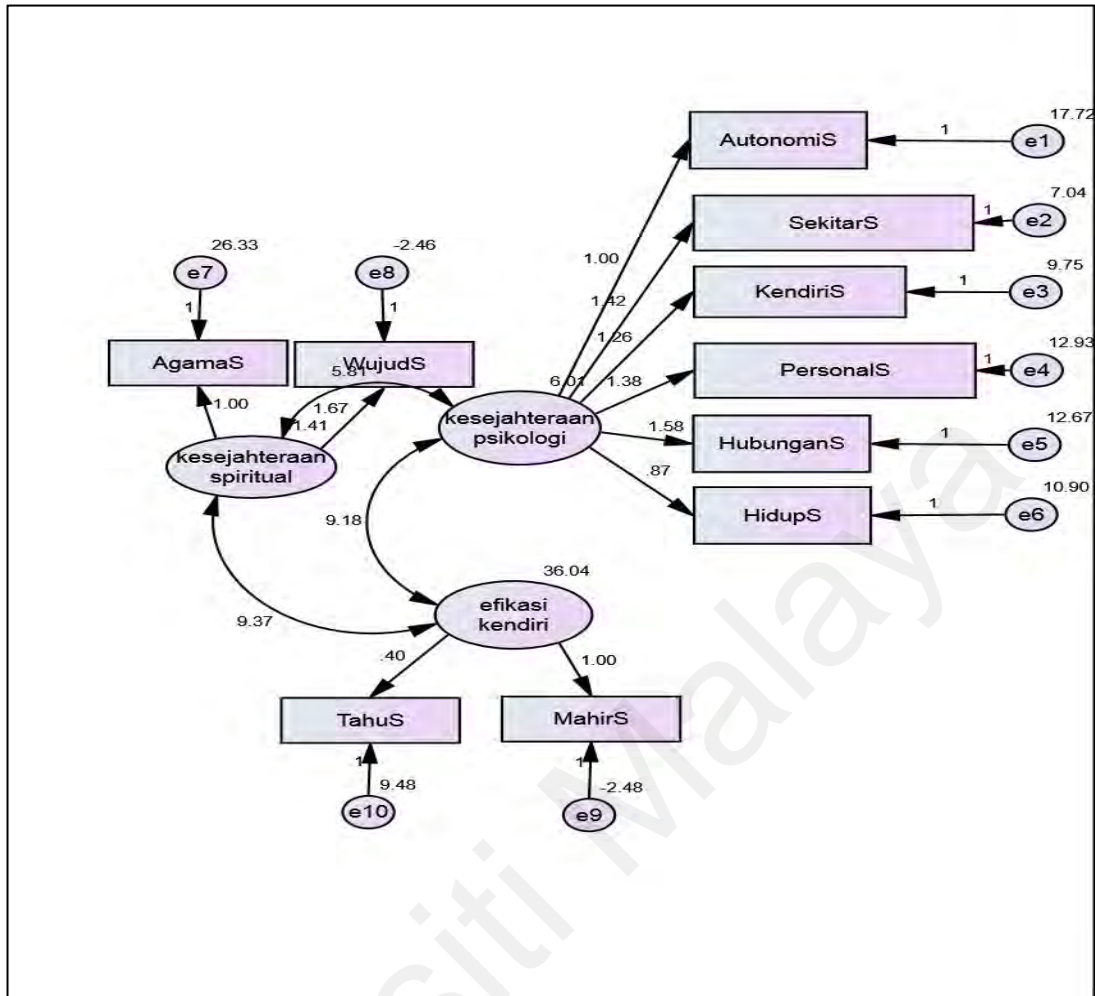 17.72
AutonomiS
1
e1
7.04
SekitarS
1
e2
9.75
KendiriS
1
e3
12.93
PersonalS
1
e4
12.67
HubunganS
1
e5
10.90
HidupS
1
e6
1.00
1.42
1.26
1.38
1.58
.87
26.33
e7
1
AgamaS
-2.46
e8
1
WujudS
5.81
6.01
1.00
1.67
1.41
kesejahteraan
spiritual
kesejahteraan
psikologi
9.18
9.37
36.04
efikasi
kendiri
.40
1.00
TahuS
MahirS
1
9.48
e10
1
-2.48
e9
siti Malaya